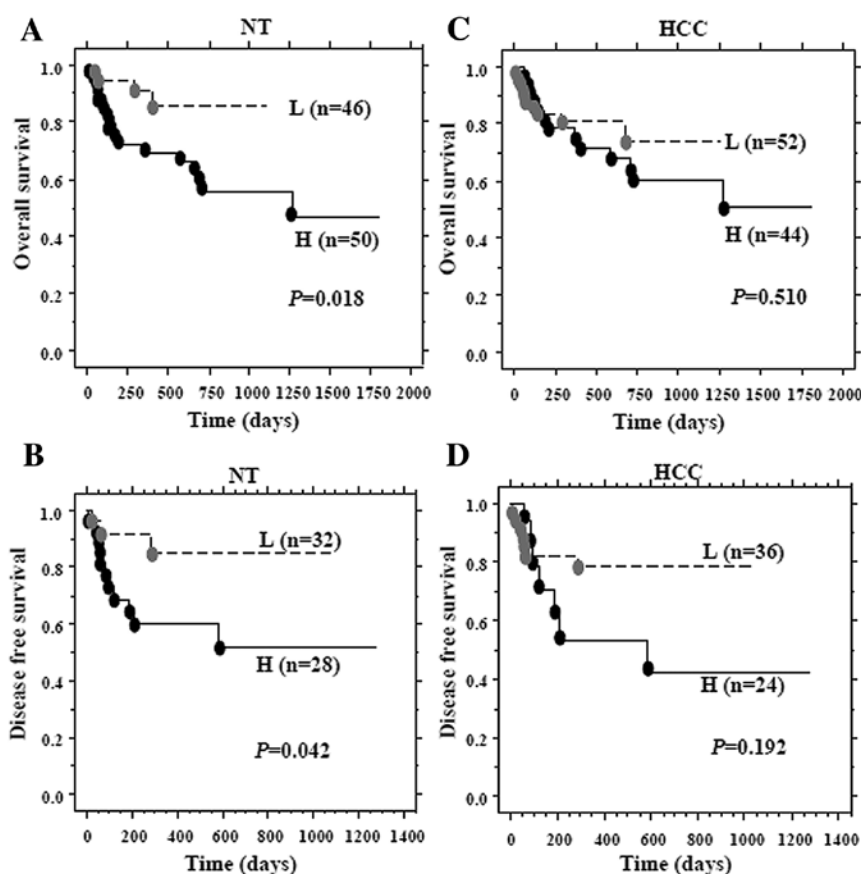 A
NT
Overall survival
1.0
0.8
0.6
0.4
0.2
0.0
L (n=46)
H (n=50)
P=0.018
0 250 500 750 1000 1250 1500 1750 2000
Time (days)
C
HCC
Overall survival
1.0
0.8
0.6
0.4
0.2
0.0
L (n=52)
H (n=44)
P=0.510
0 250 500 750 1000 1250 1500 1750 2000
Time (days)
B
NT
Disease free survival
1.0
0.8
0.6
0.4
0.2
0.0
L (n=32)
H (n=28)
P=0.042
0 200 400 600 800 1000 1200 1400
Time (days)
D
HCC
Disease free survival
1.0
0.8
0.6
0.4
0.2
0.0
L (n=36)
H (n=24)
P=0.192
0 200 400 600 800 1000 1200 1400
Time (days)